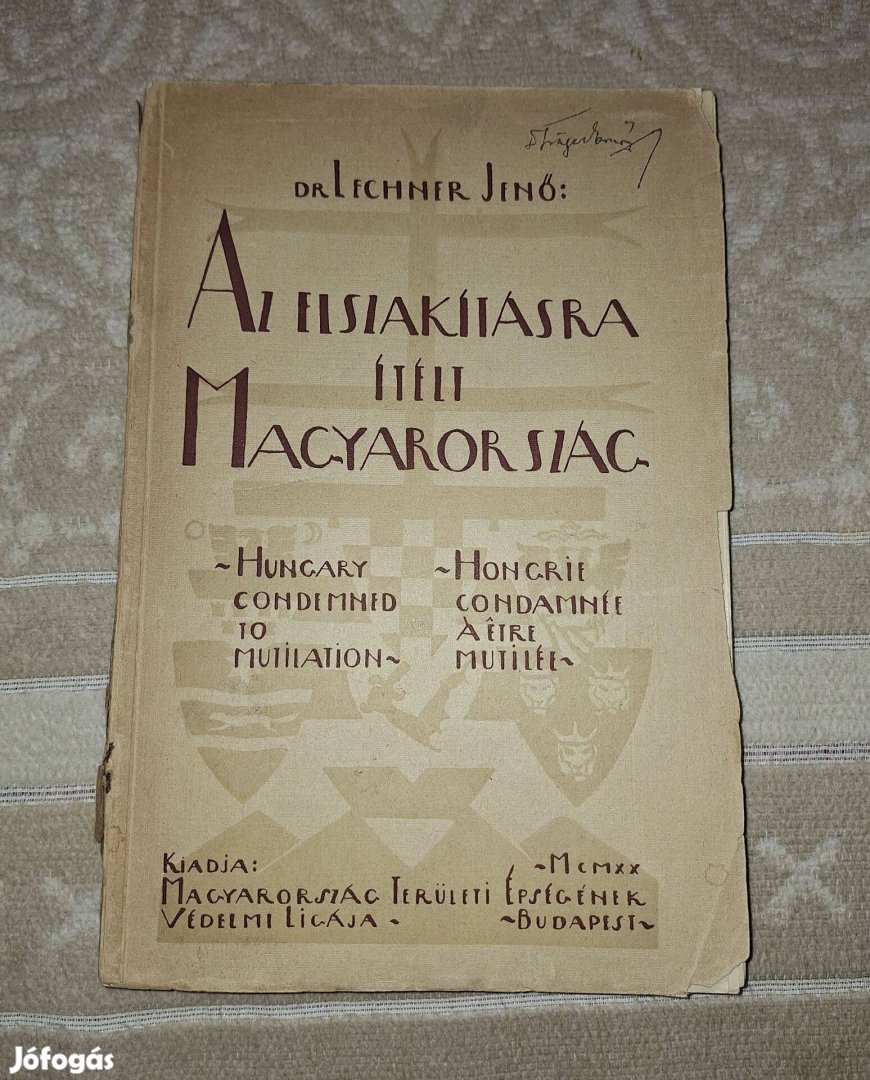 DR LECHNER JENŐ:
AZ ELSZAKÍTÁSRA
ÍTÉLT
MAGYARORSZÁG
~HUNGARY
CONDEMNED
TO
MUTILATION~
~HONGRIE
CONDAMNÉE
À ÊTRE
MUTILÉE~
KIADJA:
~MCMXX
MAGYARORSZÁG TERÜLETI ÉPSÉGÉNEK
VÉDELMI LIGÁJA~
~BUDAPEST~
Jófogás